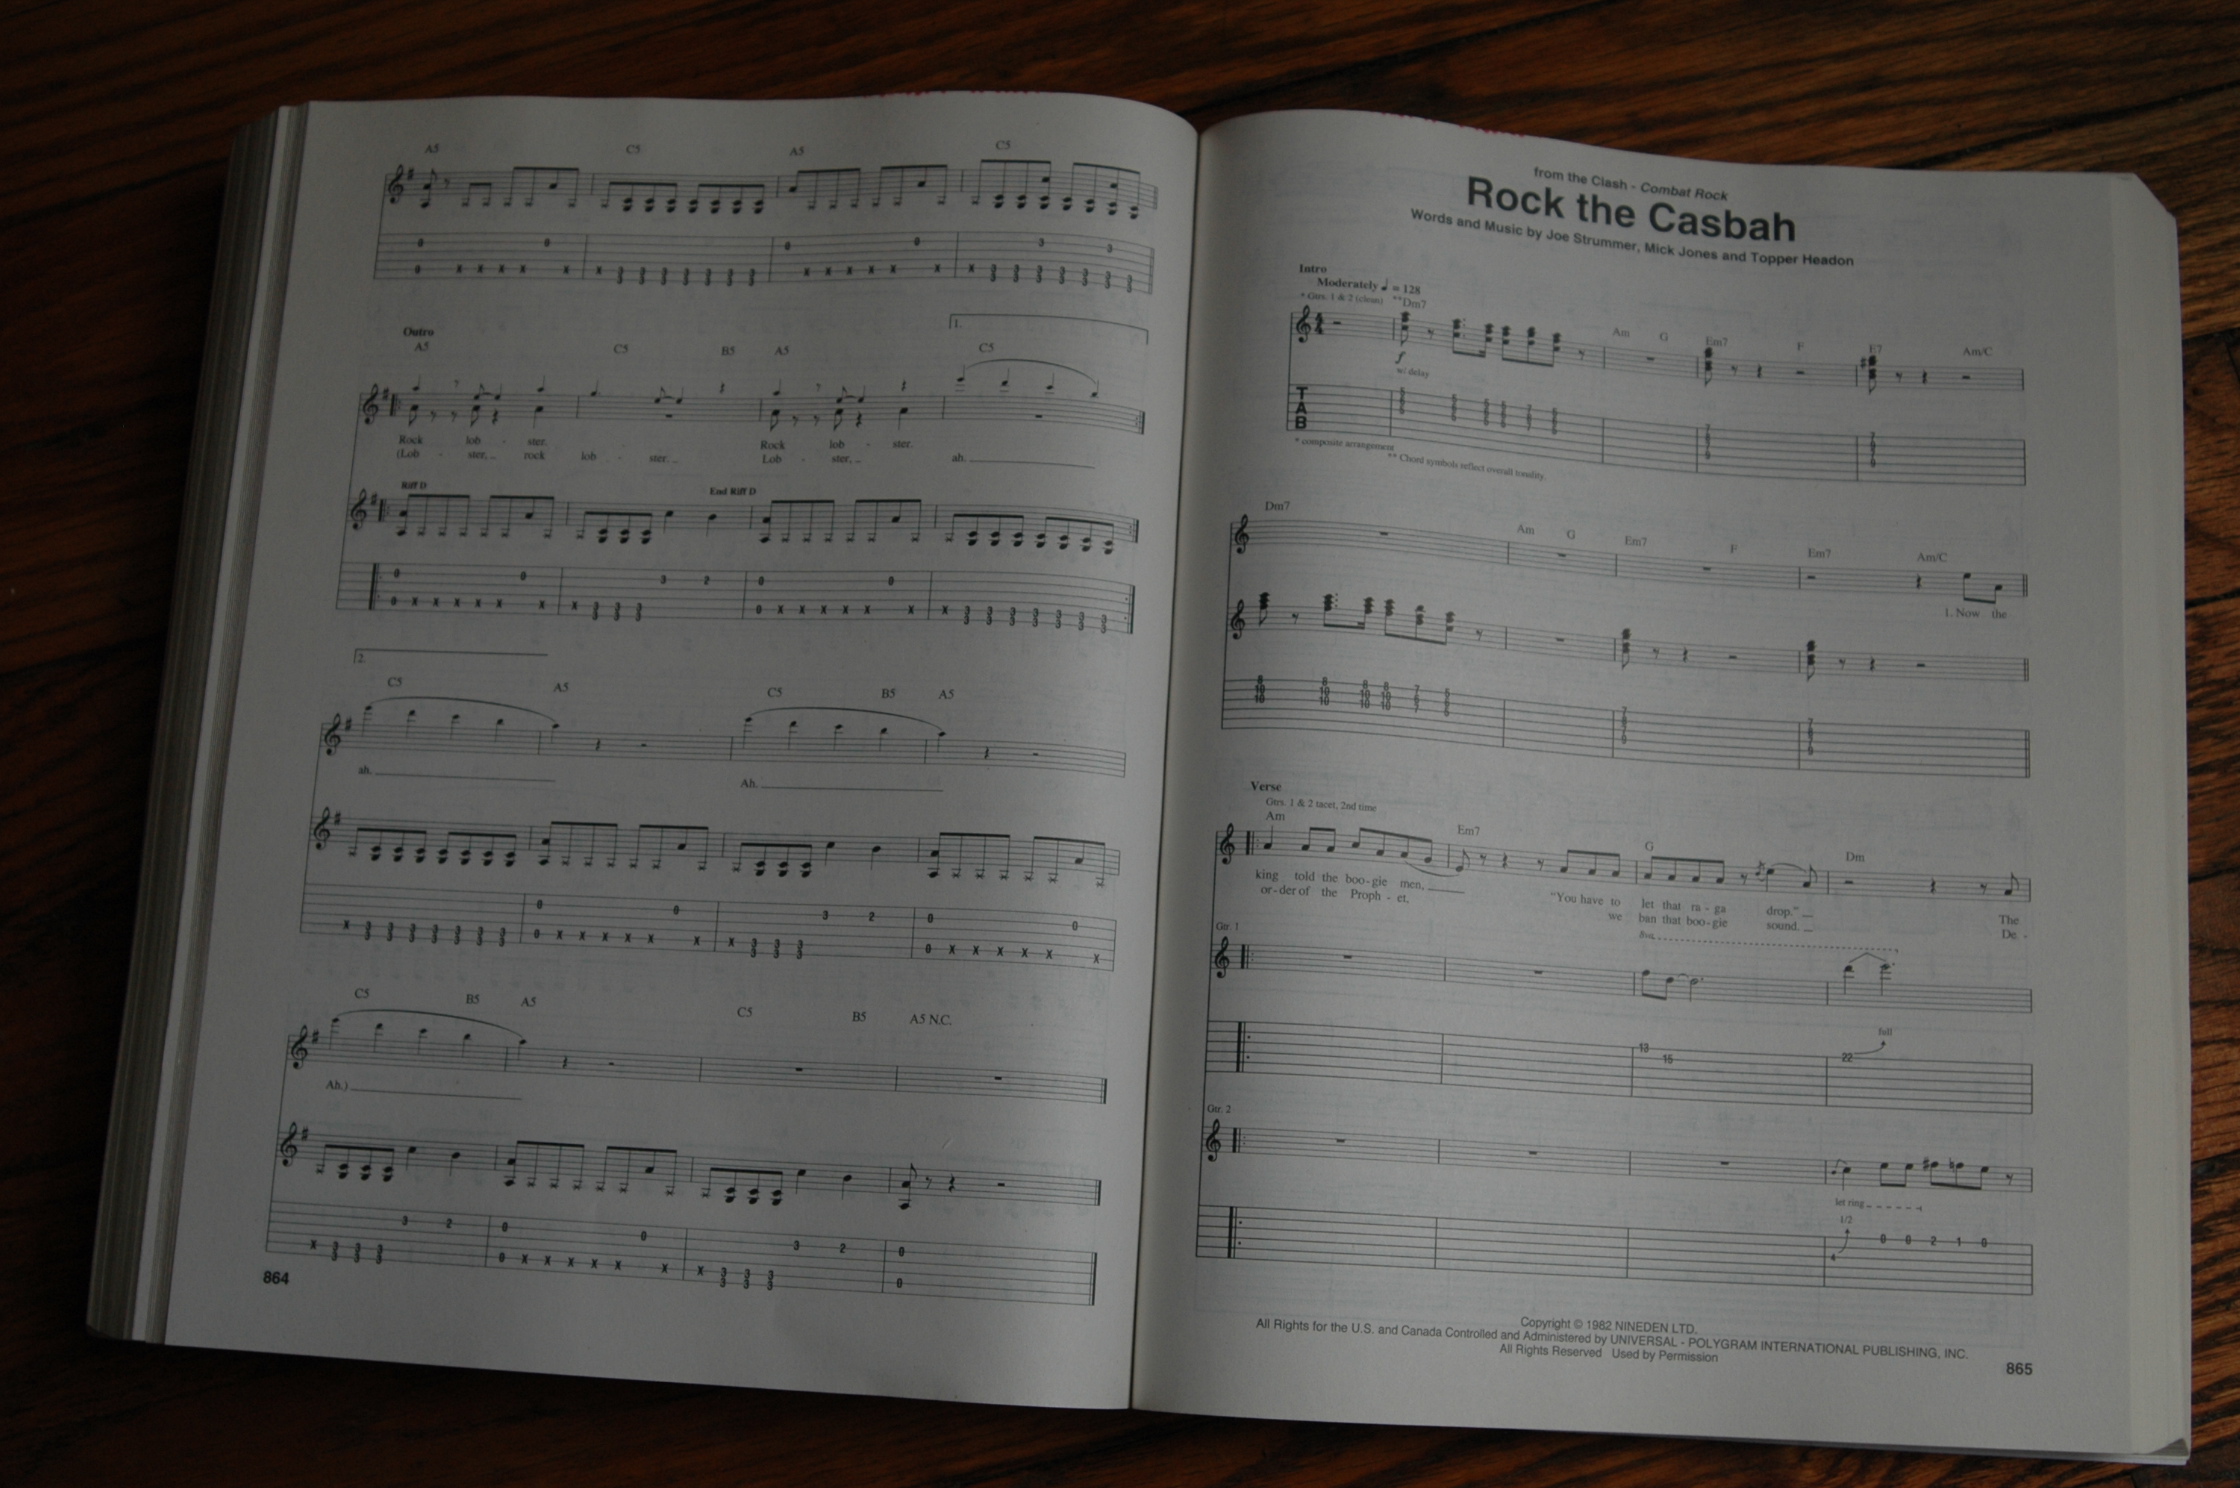 A5 C5 A5 C5
Outro
A5 C5 B5 A5 C5
1.
Rock lob - ster. lob - ster. Rock lob - ster. ah.
(Lob - ster, rock Lob - ster,
Riff D End Riff D
2.
C5 A5 C5 B5 A5
ah. Ah.
C5 B5 A5 C5 B5 A5 N.C.
Ah.)
864
from the Clash - Combat Rock
Rock the Casbah
Words and Music by Joe Strummer, Mick Jones and Topper Headon
Intro
Moderately ♩ = 128
* Gtrs. 1 & 2 (clean) **Dm7 Am G Em7 F F7 Am/C
f
w/ delay
T
A
B
* composite arrangement
** Chord symbols reflect overall tonality.
Dm7 Am G Em7 F Em7 Am/C
1. Now the
Verse
Gtrs. 1 & 2 tacet, 2nd time
Am Em7 G Dm
king told the boo - gie men, "You have to let that ra - ga drop." The
or - der of the Proph - et, we ban that boo - gie sound. De -
Gtr. 1
8va
full
13 15 22
Gtr. 2
let ring
1/2
4 0 0 2 1 0
Copyright © 1982 NINEDEN LTD.
All Rights for the U.S. and Canada Controlled and Administered by UNIVERSAL - POLYGRAM INTERNATIONAL PUBLISHING, INC.
All Rights Reserved Used by Permission
865